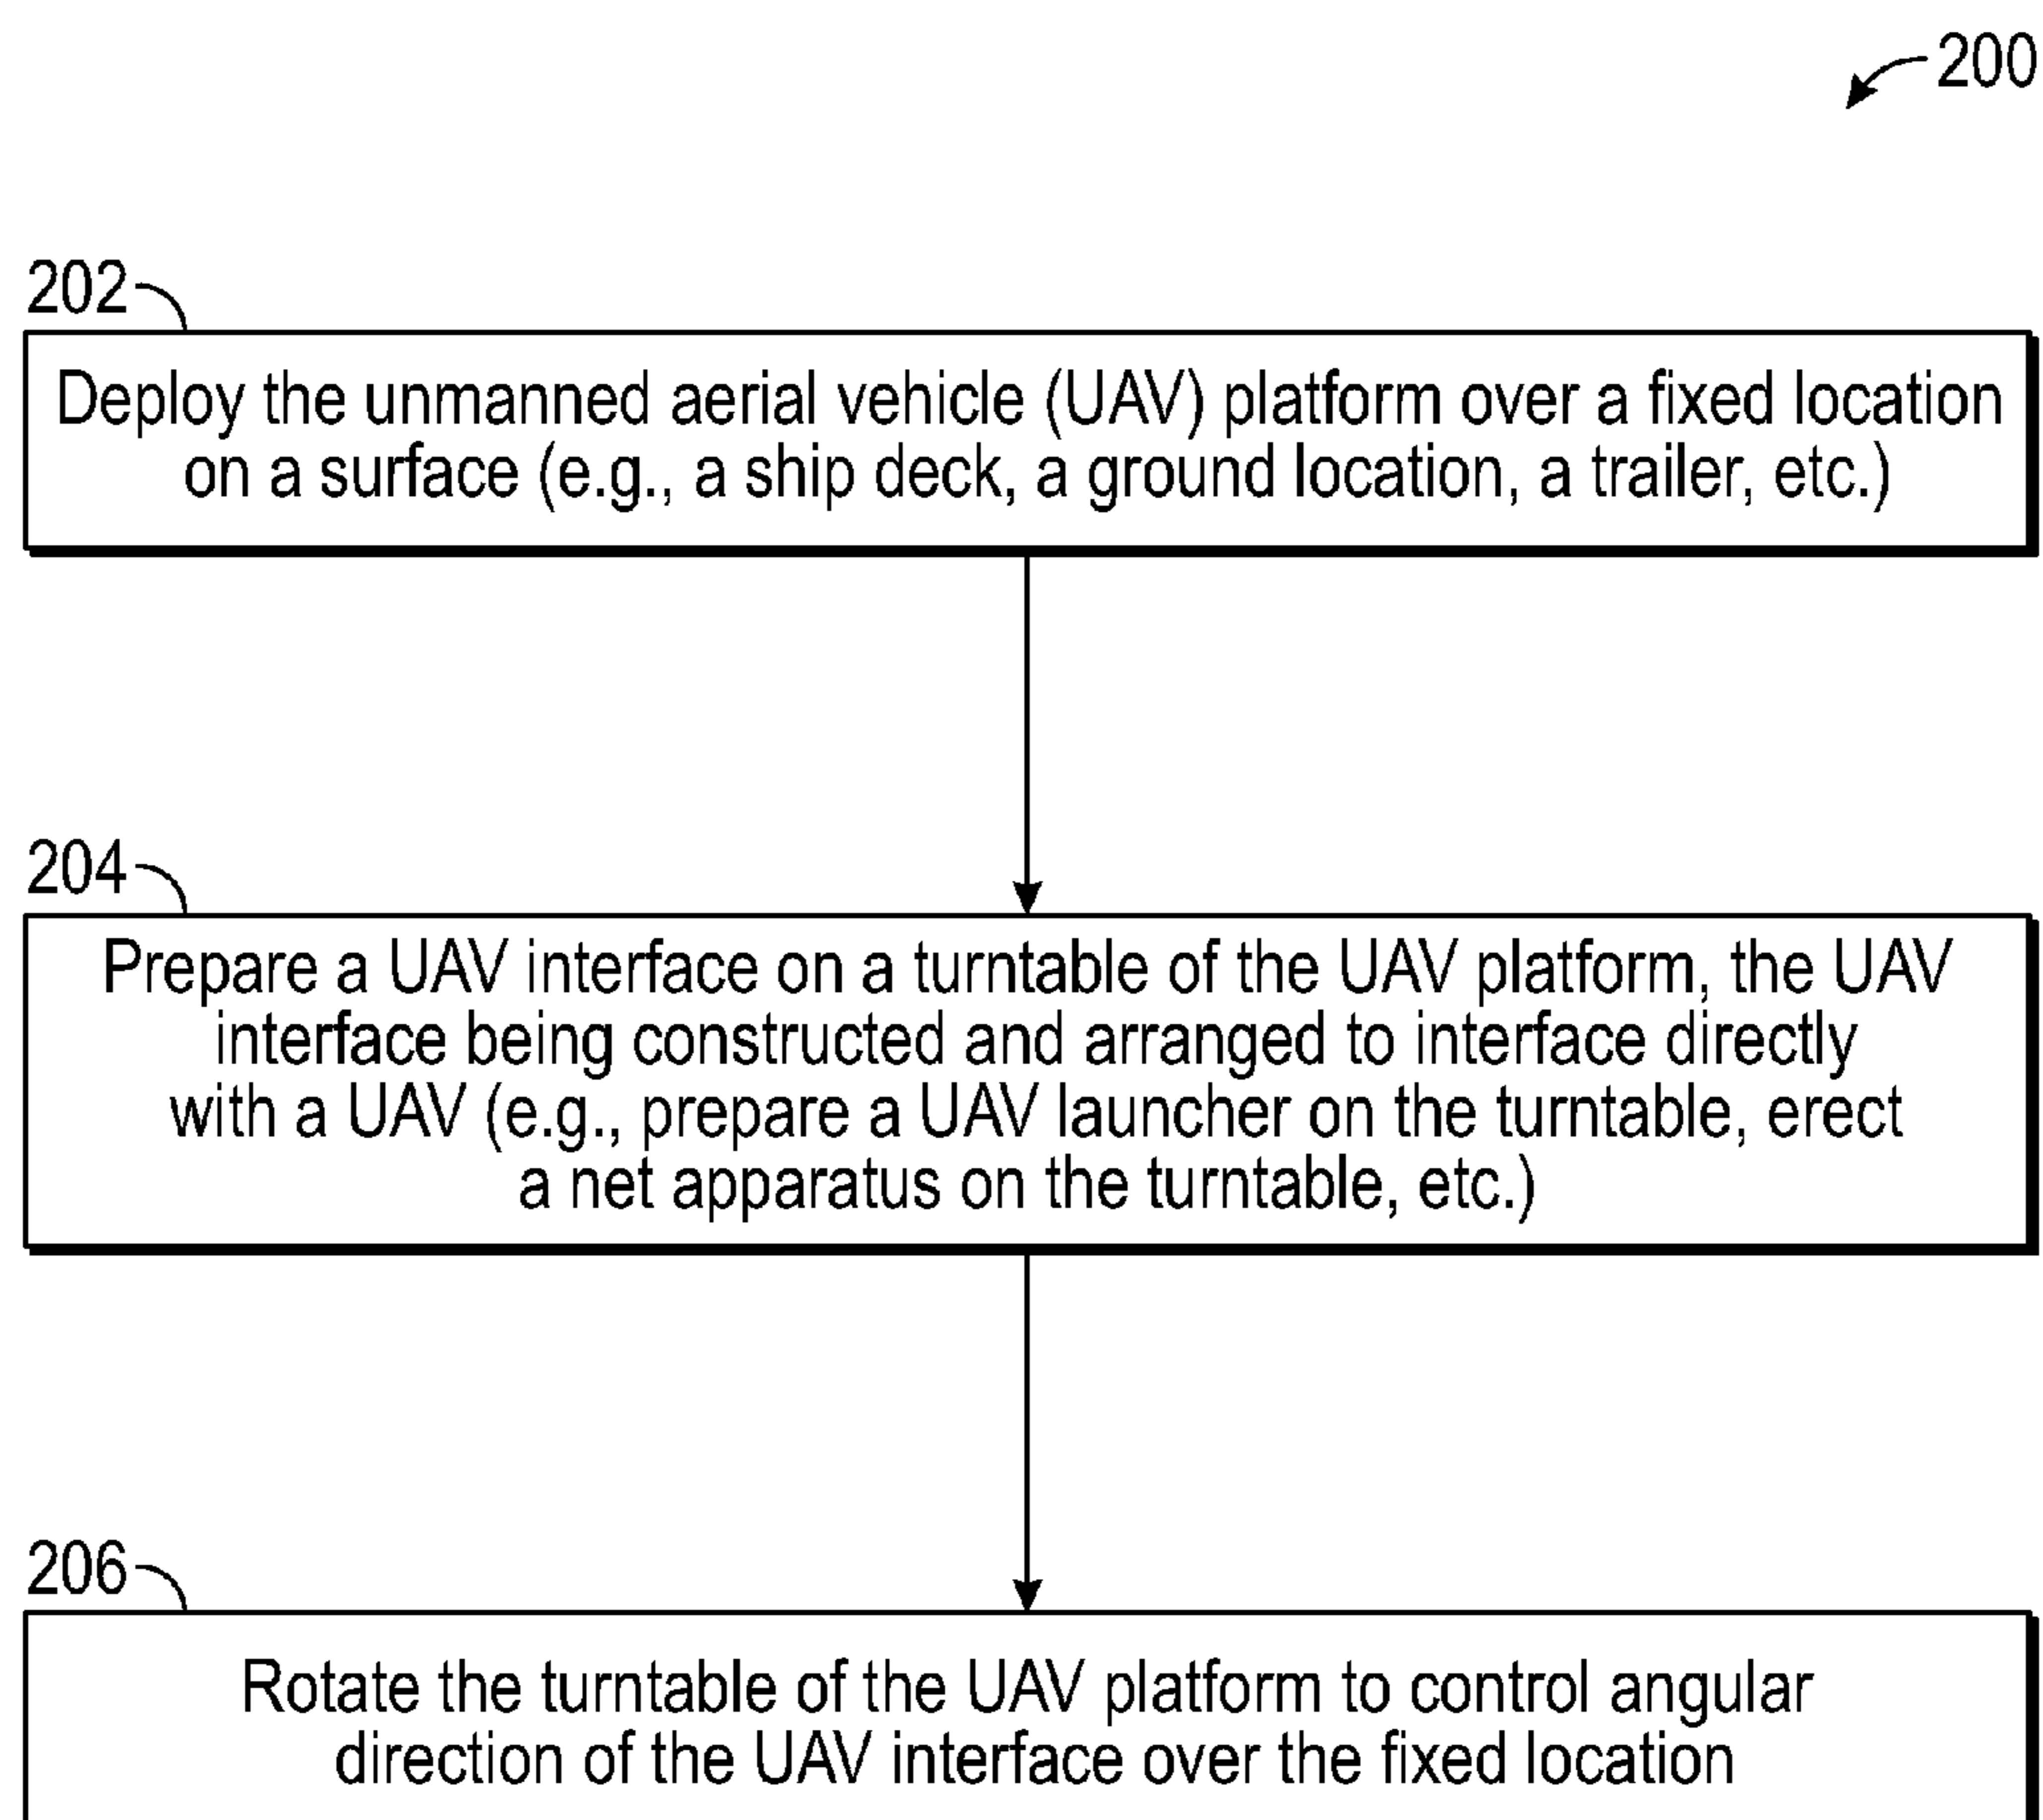 200
202
Deploy the unmanned aerial vehicle (UAV) platform over a fixed location
on a surface (e.g., a ship deck, a ground location, a trailer, etc.)
204
Prepare a UAV interface on a turntable of the UAV platform, the UAV
interface being constructed and arranged to interface directly
with a UAV (e.g., prepare a UAV launcher on the turntable, erect
a net apparatus on the turntable, etc.)
206
Rotate the turntable of the UAV platform to control angular
direction of the UAV interface over the fixed location